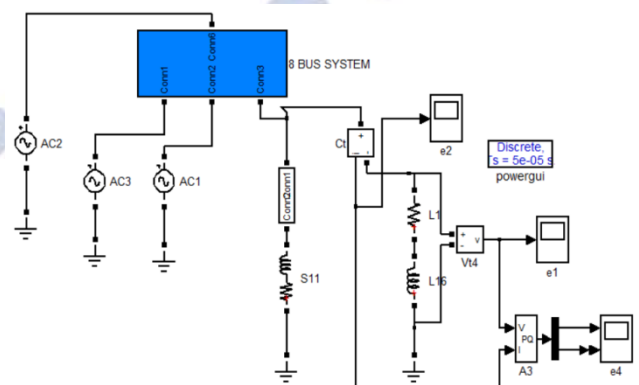 Conn6
8 BUS SYSTEM
Conn1
Conn2
Conn3
AC2
AC3
AC1
Ct
+
e2
Discrete,
Ts = 5e-05 s
powergui
L1
L16
S11
+
-
v
Vt4
e1
V
PQ
I
A3
e4